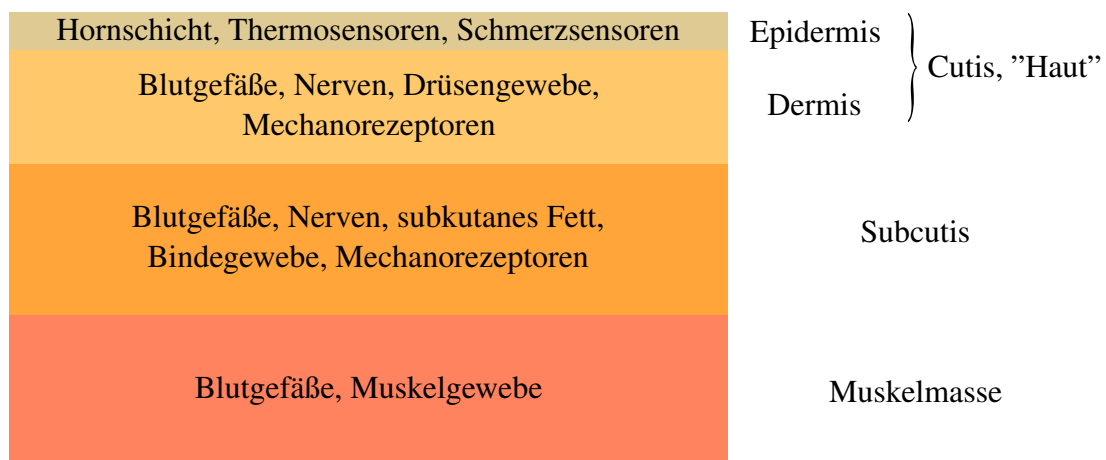 Hornschicht, Thermosensoren, Schmerzsensoren
Epidermis
Blutgefäße, Nerven, Drüsengewebe,
Mechanorezeptoren
Dermis
Cutis, ”Haut”
Blutgefäße, Nerven, subkutanes Fett,
Bindegewebe, Mechanorezeptoren
Subcutis
Blutgefäße, Muskelgewebe
Muskelmasse